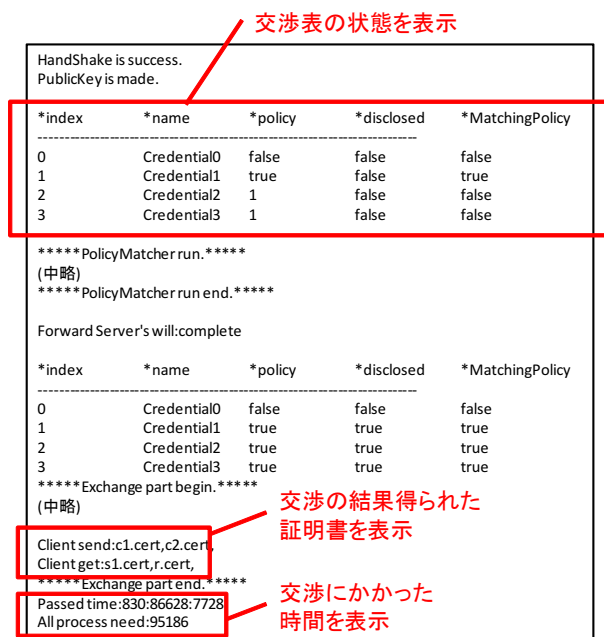 交渉表の状態を表示
HandShake is success.
PublicKey is made.
*index *name *policy *disclosed *MatchingPolicy
--------------------------------------------------------------------------------
0 Credential0 false false false
1 Credential1 true false true
2 Credential2 1 false false
3 Credential3 1 false false
*****PolicyMatcher run.*****
(中略)
*****PolicyMatcher run end.*****
Forward Server's will:complete
*index *name *policy *disclosed *MatchingPolicy
--------------------------------------------------------------------------------
0 Credential0 false false false
1 Credential1 true true true
2 Credential2 true true true
3 Credential3 true true true
*****Exchange part begin.*****
(中略)
交渉の結果得られた
証明書を表示
Client send:c1.cert,c2.cert,
Client get:s1.cert,r.cert,
*****Exchange part end.*****
交渉にかかった
時間を表示
Passed time:830:86628:7728
All process need:95186